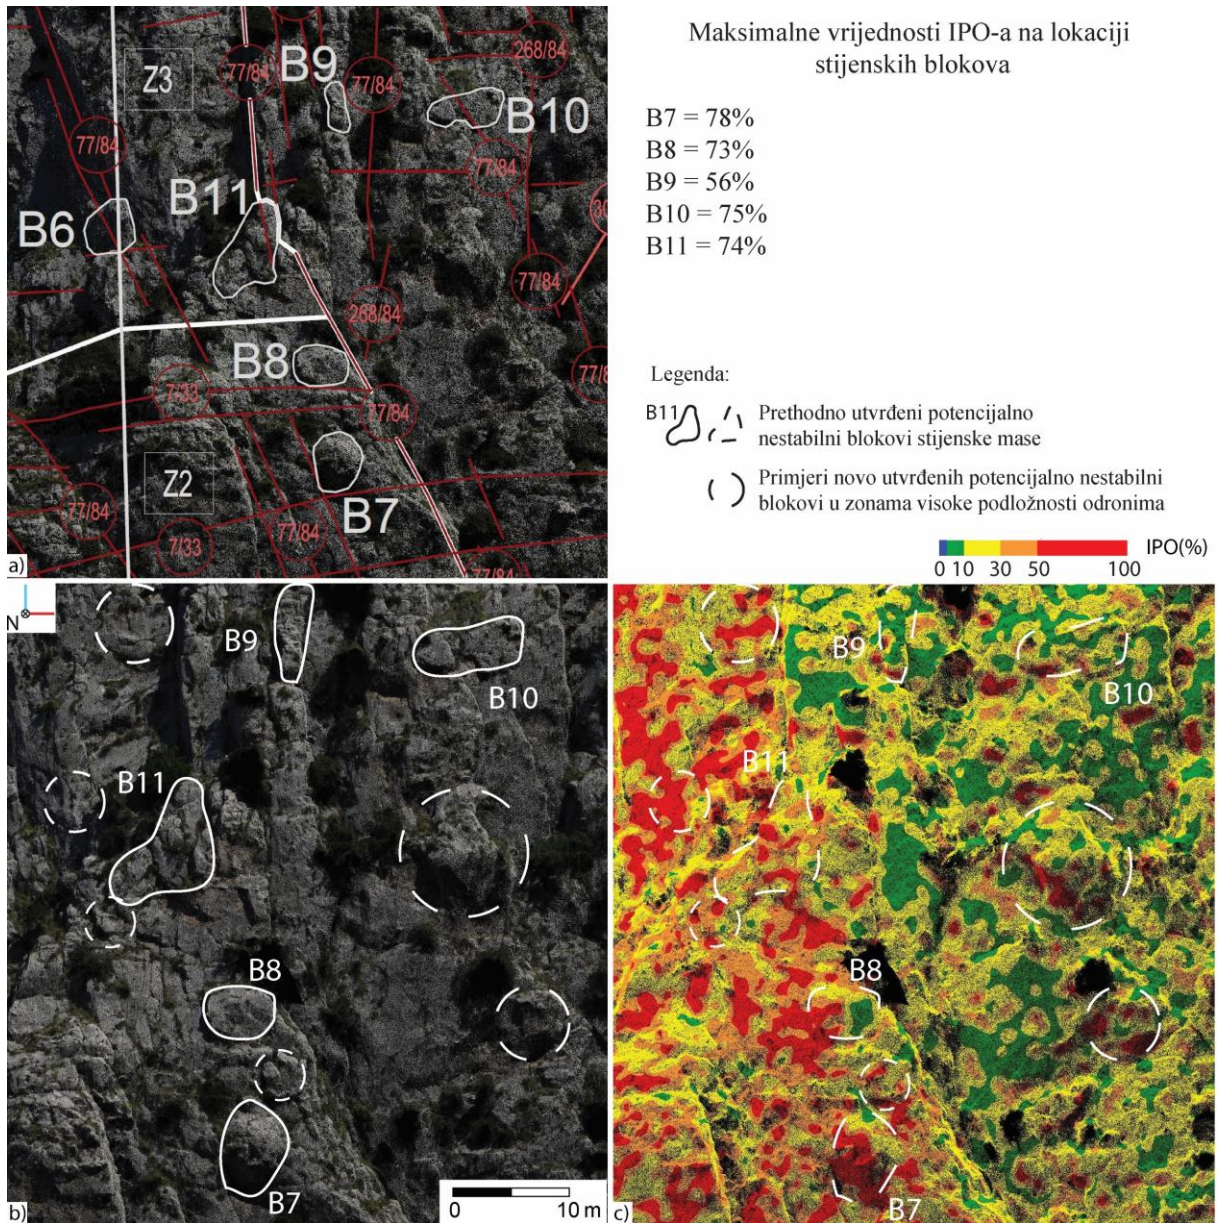 Z3
77/84
B9
77/84
268/84
B10
77/84
77/84
B11
B6
77/84
268/84
B8
7/33
77/84
Z2
B7
77/84
7/33
77/84
77/84
a)
Maksimalne vrijednosti IPO-a na lokaciji
stijenskih blokova
B7 = 78%
B8 = 73%
B9 = 56%
B10 = 75%
B11 = 74%
Legenda:
B11
Prethodno utvrđeni potencijalno
nestabilni blokovi stijenske mase
Primjeri novo utvrđenih potencijalno nestabilni
blokovi u zonama visoke podložnosti odronima
IPO(%)
0 10 30 50 100
N
B9
B10
B11
B8
B7
0 10 m
b)
B9
B10
B11
B8
B7
c)